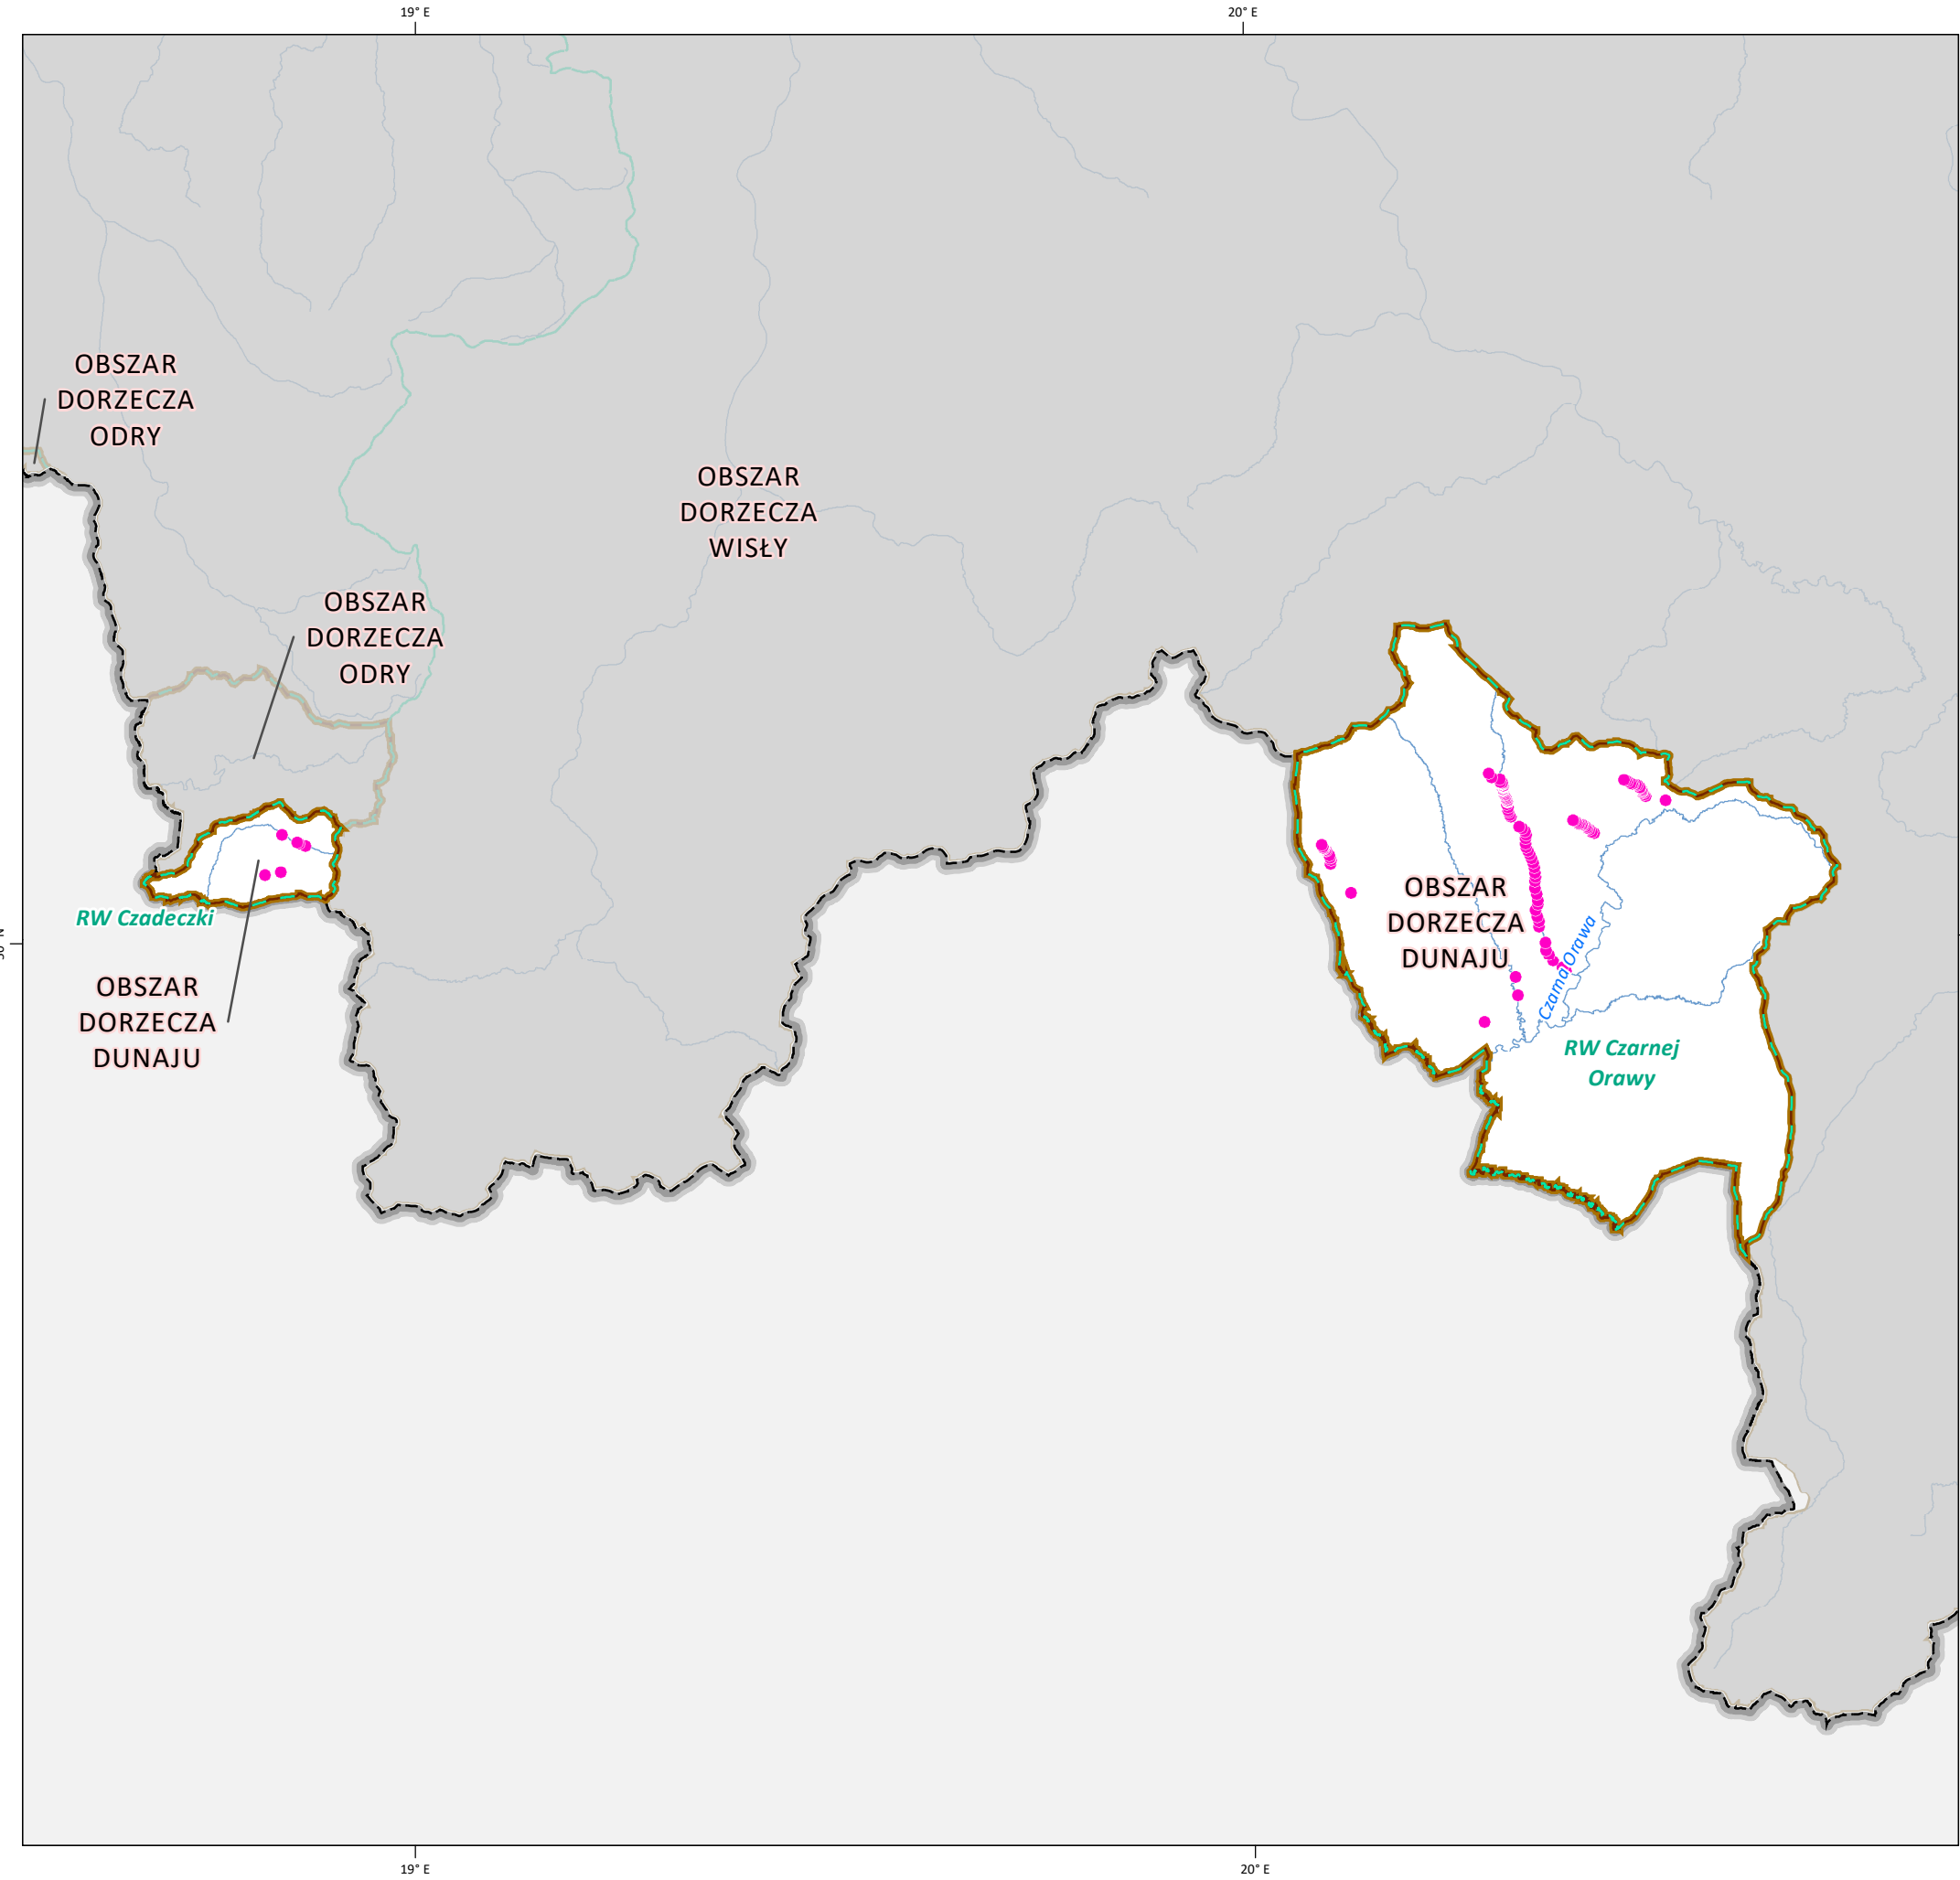 19° E
20° E
OBSZAR
DORZECZA
ODRY
OBSZAR
DORZECZA
WISŁY
OBSZAR
DORZECZA
ODRY
OBSZAR
DORZECZA
DUNAJU
Czarna Orawa
RW Czadeczki
OBSZAR
DORZECZA
DUNAJU
RW Czarnej
Orawy
19° E
20° E